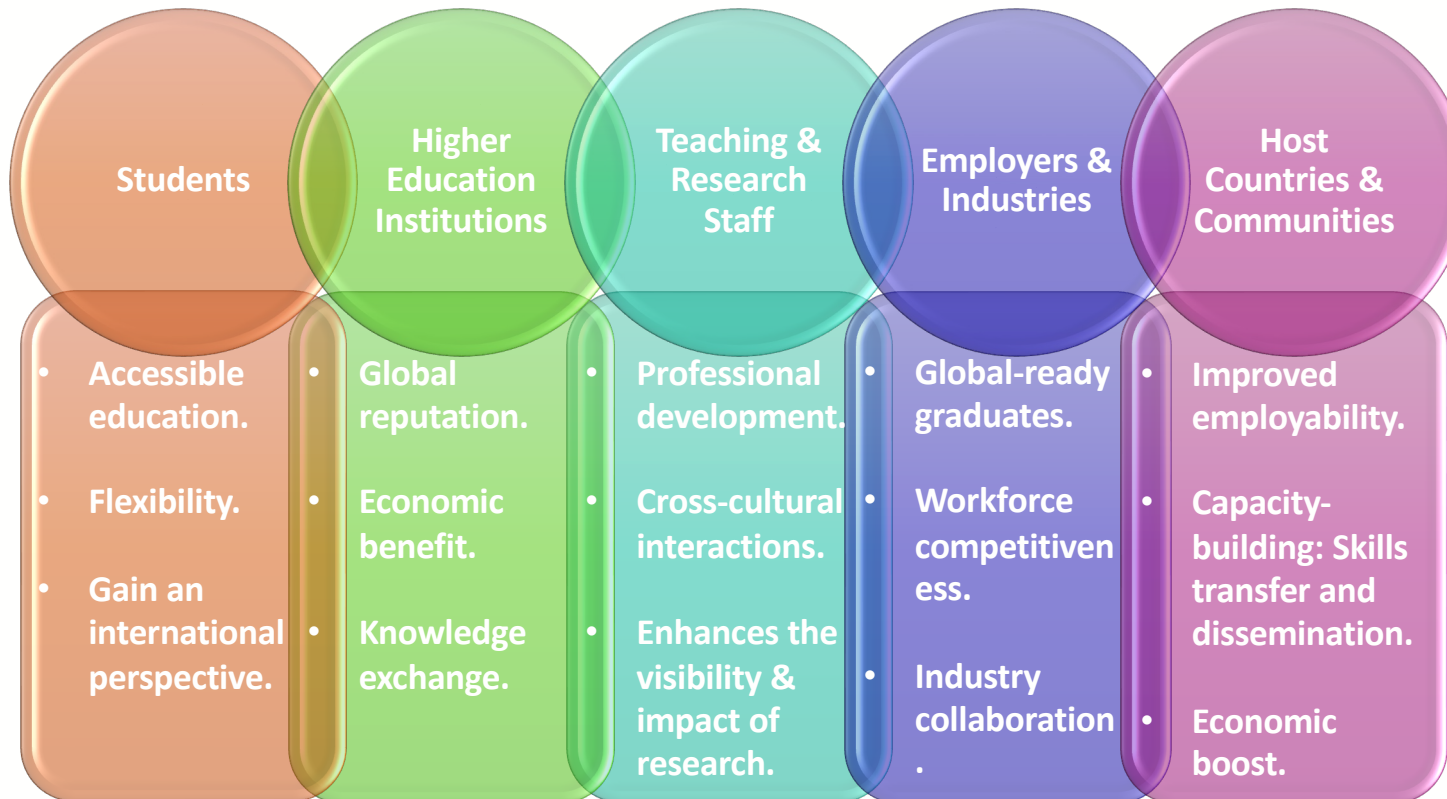 Students
Higher
Education
Institutions
Teaching &
Research
Staff
Employers &
Industries
Host
Countries &
Communities
• Accessible
education.
• Flexibility.
• Gain an
international
perspective.
• Global
reputation.
• Economic
benefit.
• Knowledge
exchange.
• Professional
development.
• Cross-cultural
interactions.
• Enhances the
visibility &
impact of
research.
• Global-ready
graduates.
• Workforce
competitiven
ess.
• Industry
collaboration
.
• Improved
employability.
• Capacity-
building: Skills
transfer and
dissemination.
• Economic
boost.